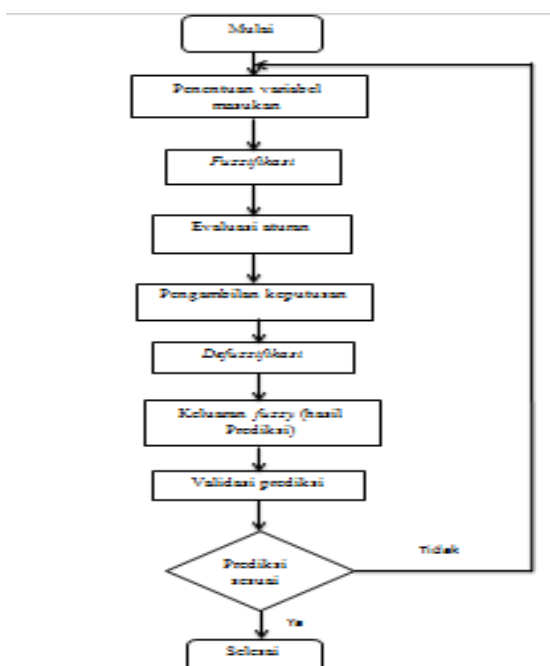 Mulai
Penentuan variabel
masukan
Fuzzifikasi
Evaluasi aturan
Pengambilan keputusan
Defuzzifikasi
Keluaran fuzzy (hasil
Prediksi)
Validasi prediksi
Prediksi
sesuai
Tidak
Ya
Selesai